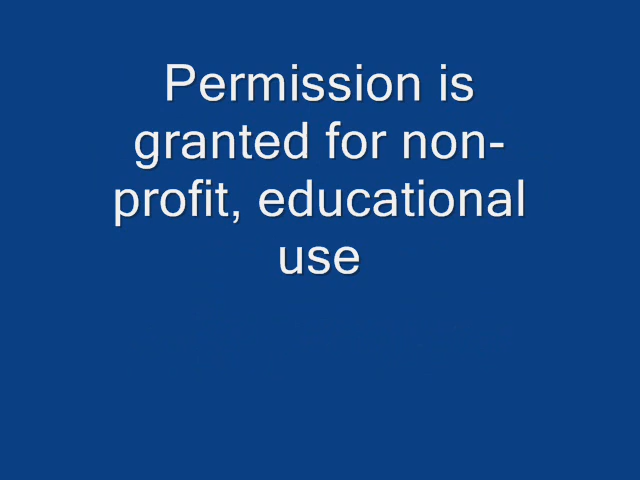 Permission is
granted for non-
profit, educational
use